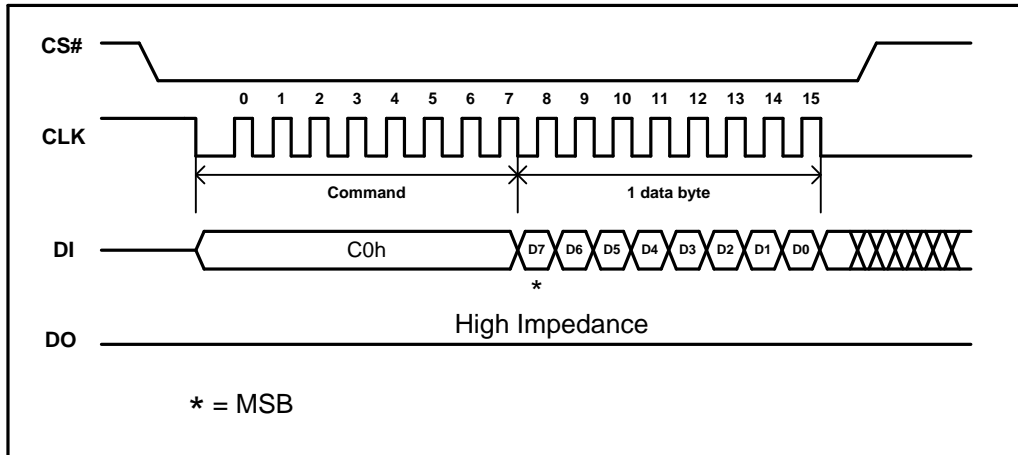 CS#
0 1 2 3 4 5 6 7 8 9 10 11 12 13 14 15
CLK
Command 1 data byte
DI C0h D7 D6 D5 D4 D3 D2 D1 D0
*
High Impedance
DO
* = MSB